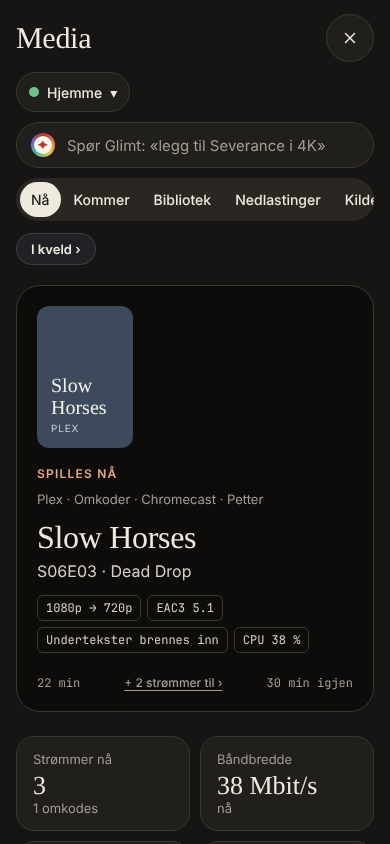 Media
Hjemme ▾
Spør Glimt: «legg til Severance i 4K»
Nå Kommer Bibliotek Nedlastinger Kilde
I kveld ›
Slow
Horses
PLEX
SPILLES NÅ
Plex · Omkoder · Chromecast · Petter
Slow Horses
S06E03 · Dead Drop
1080p → 720p EAC3 5.1
Undertekster brennes inn CPU 38 %
22 min + 2 strømmer til › 30 min igjen
Strømmer nå Båndbredde
3 38 Mbit/s
1 omkodes nå